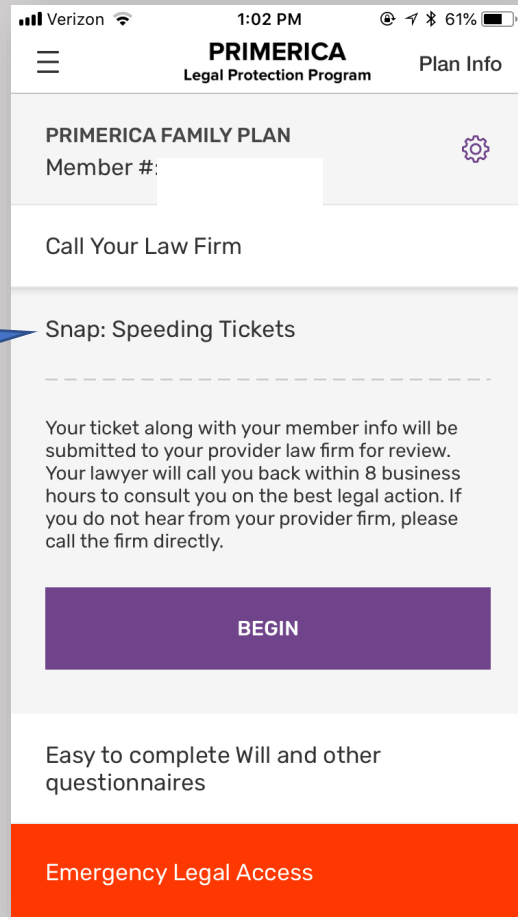 Verizon 1:02 PM 61%
PRIMERICA
Legal Protection Program
Plan Info
PRIMERICA FAMILY PLAN
Member #:
Call Your Law Firm
Snap: Speeding Tickets
Your ticket along with your member info will be
submitted to your provider law firm for review.
Your lawyer will call you back within 8 business
hours to consult you on the best legal action. If
you do not hear from your provider firm, please
call the firm directly.
BEGIN
Easy to complete Will and other
questionnaires
Emergency Legal Access